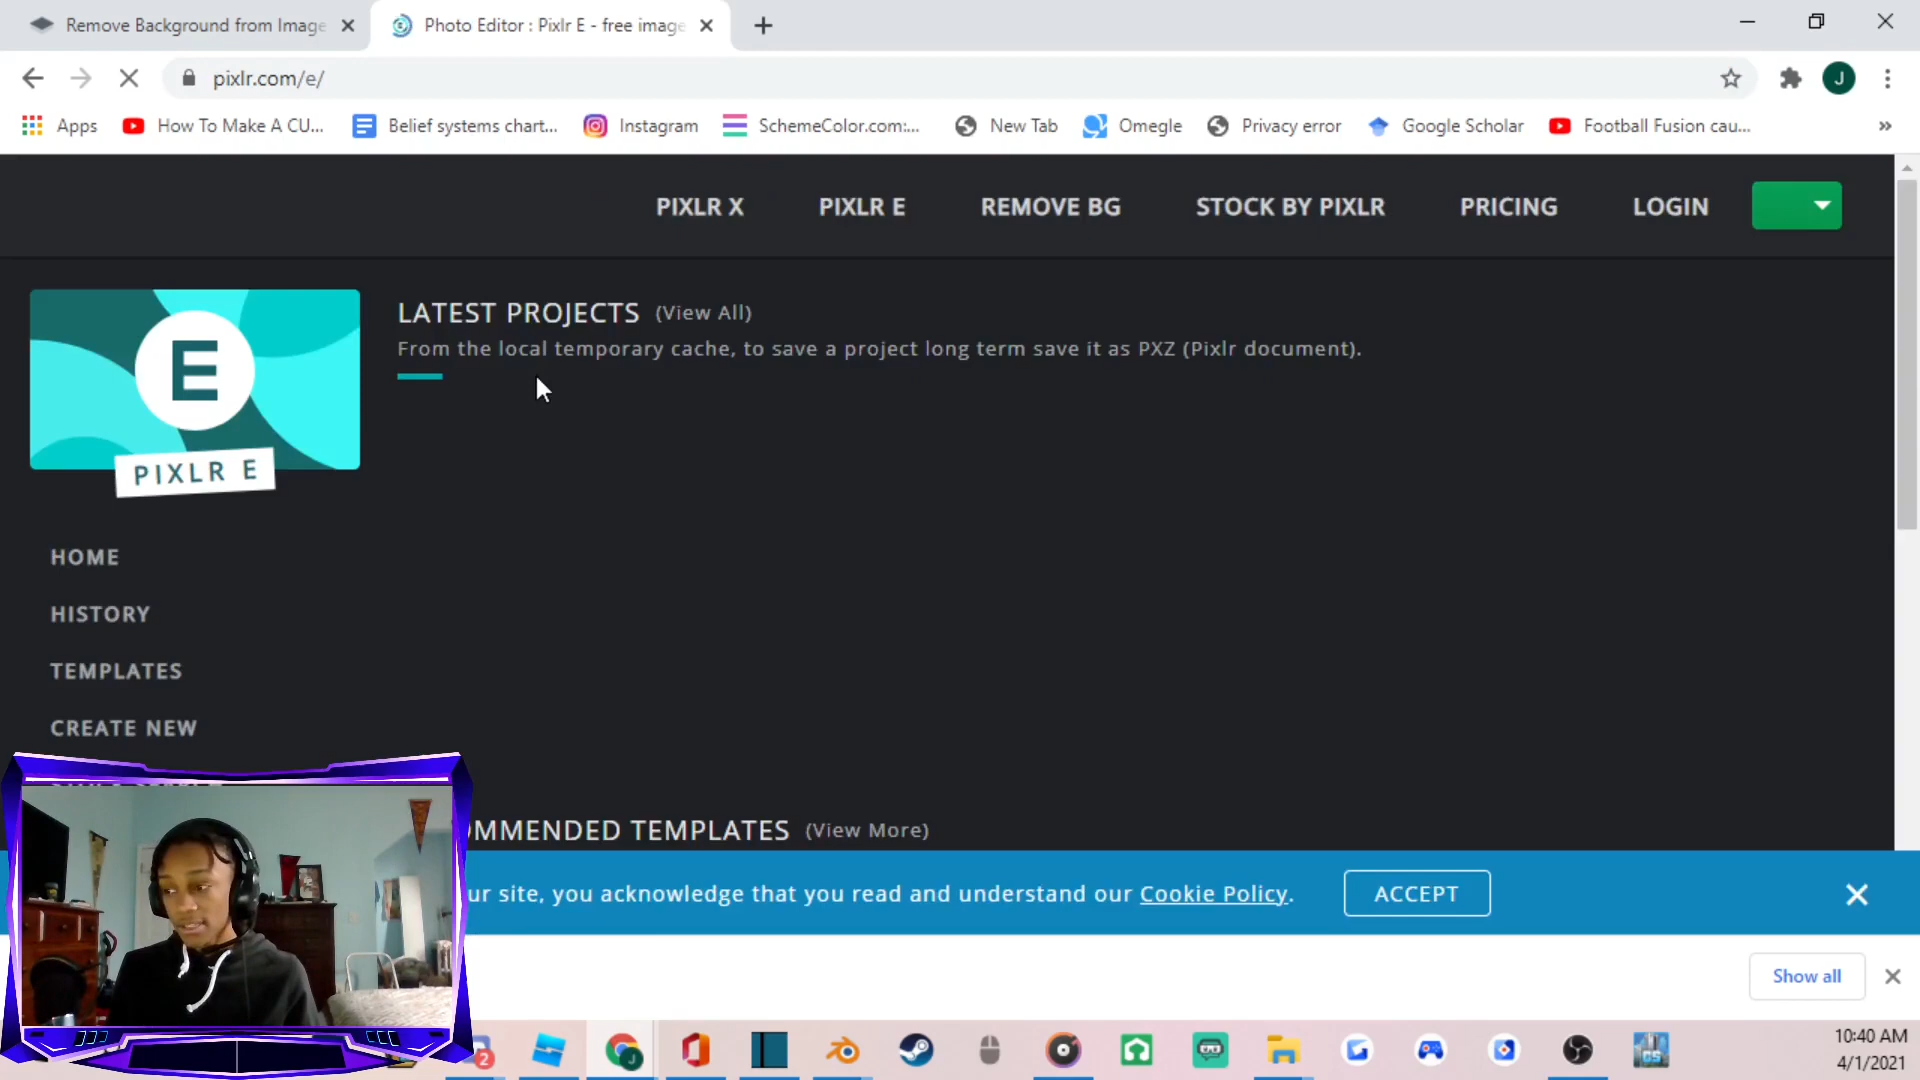 Remove Background from Image
Photo Editor : Pixlr E - free image
pixlr.com/e/
J
Apps
How To Make A CU...
Belief systems chart...
Instagram
SchemeColor.com:...
New Tab
Omegle
Privacy error
Google Scholar
Football Fusion cau...
PIXLR X
PIXLR E
REMOVE BG
STOCK BY PIXLR
PRICING
LOGIN
E
PIXLR E
LATEST PROJECTS (View All)
From the local temporary cache, to save a project long term save it as PXZ (Pixlr document).
HOME
HISTORY
TEMPLATES
CREATE NEW
OMMENDED TEMPLATES (View More)
ur site, you acknowledge that you read and understand our Cookie Policy.
ACCEPT
Show all
2
J
10:40 AM
4/1/2021